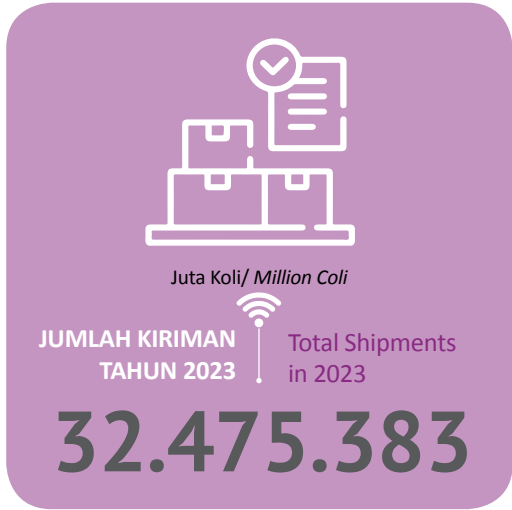 Juta Koli/ Million Coli
JUMLAH KIRIMAN
TAHUN 2023
Total Shipments
in 2023
32.475.383